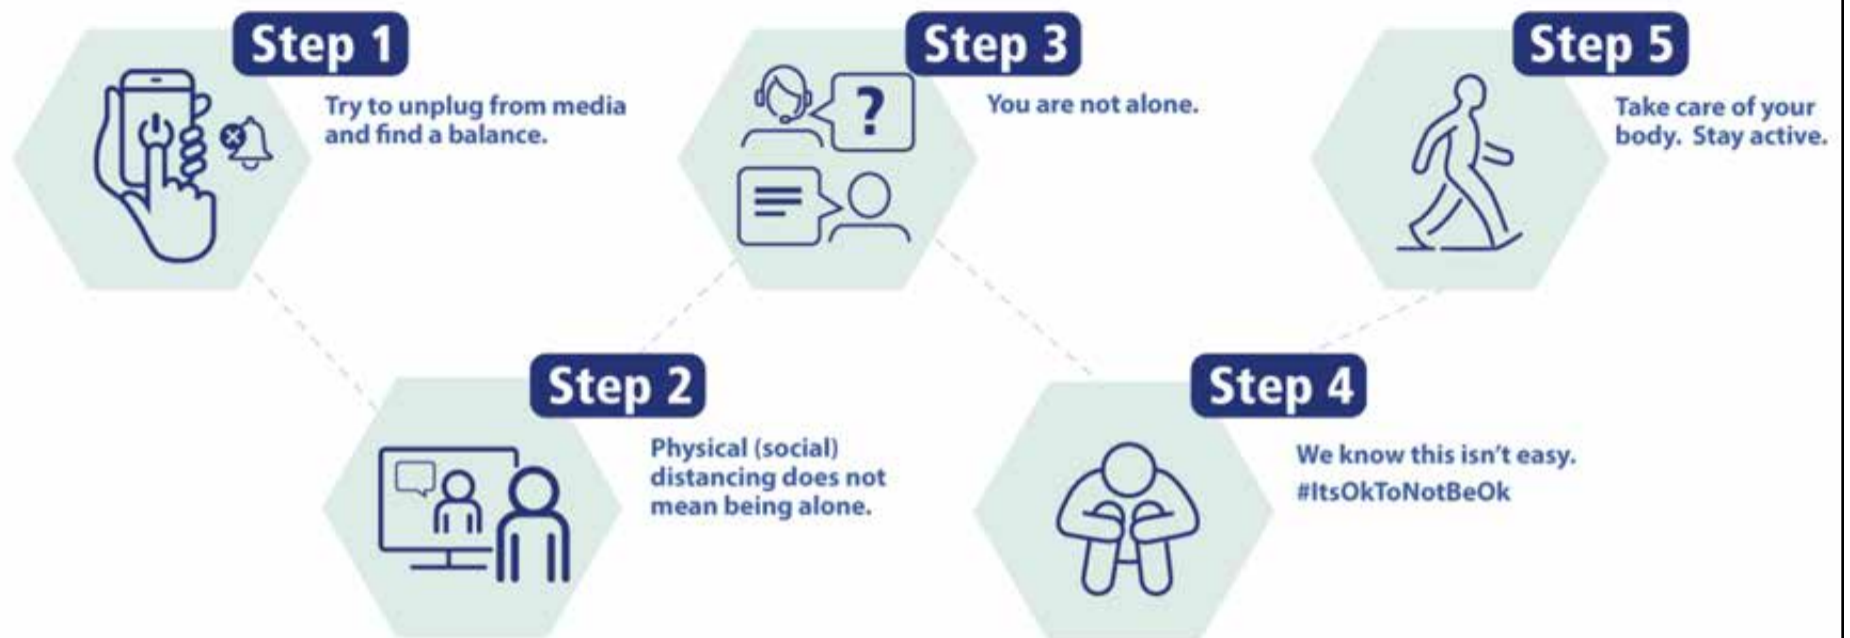 Step 1
Try to unplug from media
and find a balance.
Step 2
Physical (social)
distancing does not
mean being alone.
Step 3
?
You are not alone.
Step 4
We know this isn't easy.
#ItsOkToNotBeOk
Step 5
Take care of your
body.  Stay active.